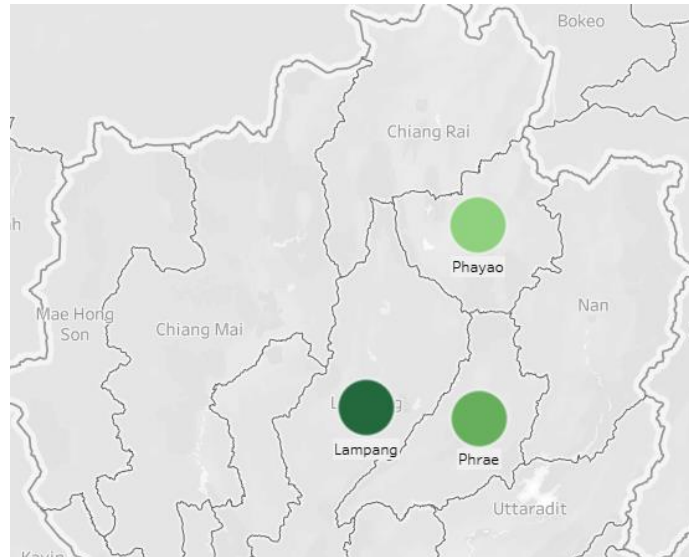 Bokeo
Chiang Rai
Phayao
Nan
Mae Hong
Son
Chiang Mai
Lampang
Phrae
Uttaradit